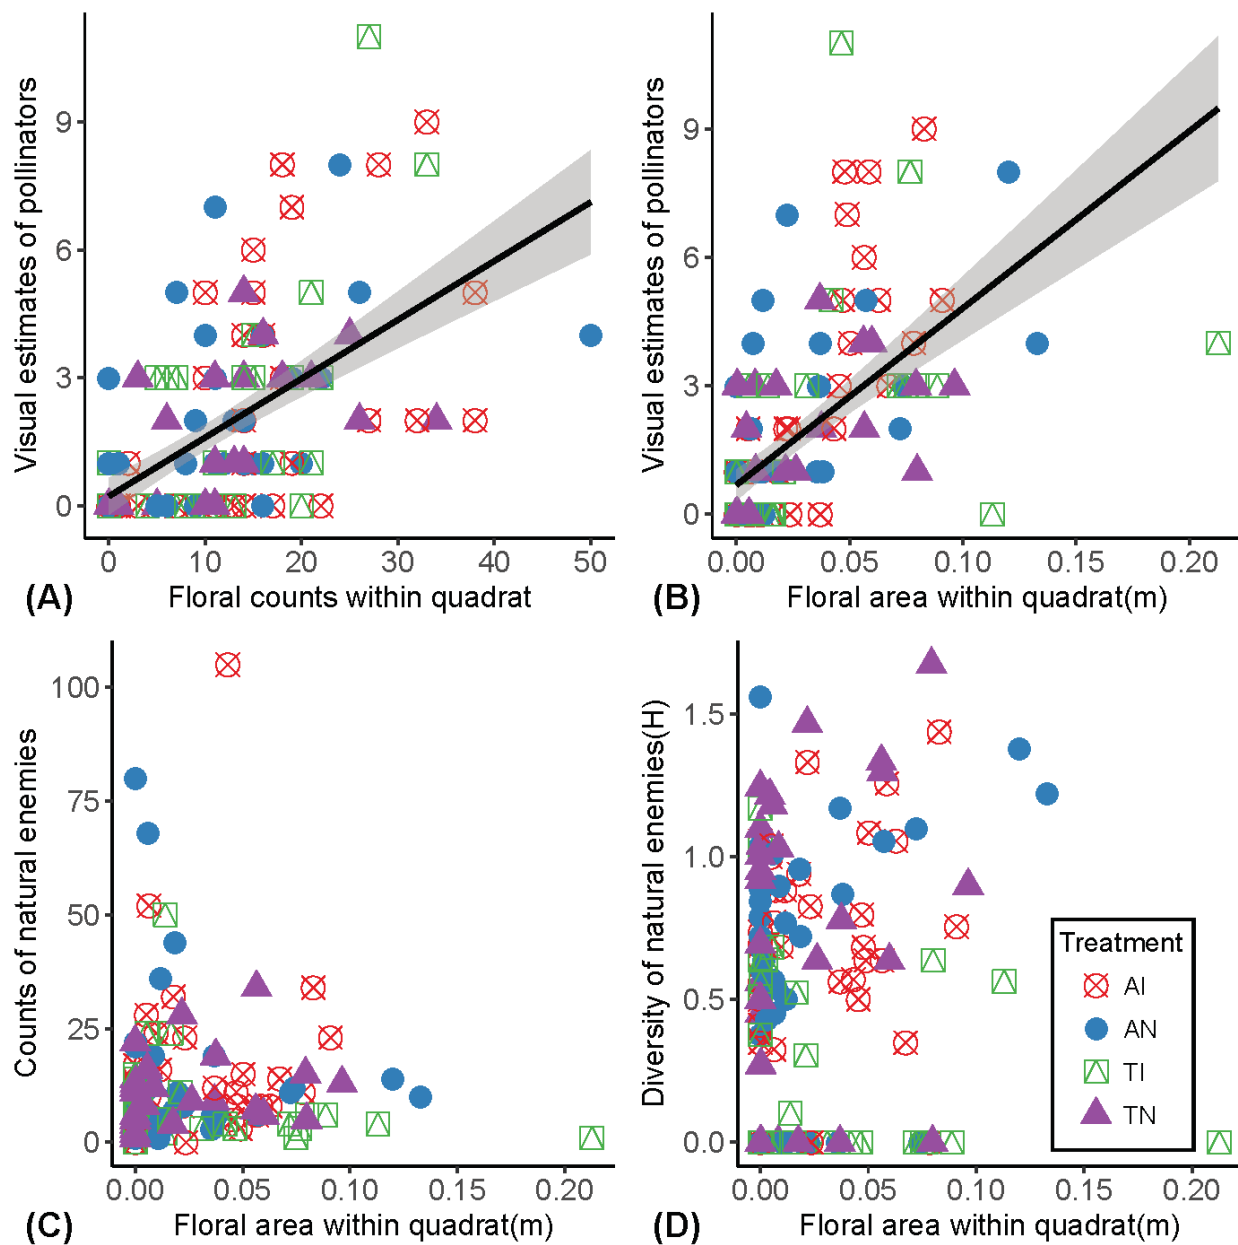 Visual estimates of pollinators
9
6
3
0
0
10
20
30
40
50
(A)
Floral counts within quadrat
Visual estimates of pollinators
9
6
3
0
0.00
0.05
0.10
0.15
0.20
(B)
Floral area within quadrat(m)
Counts of natural enemies
100
75
50
25
0
0.00
0.05
0.10
0.15
0.20
(C)
Floral area within quadrat(m)
Diversity of natural enemies(H)
1.5
1.0
0.5
0.0
0.00
0.05
0.10
0.15
0.20
(D)
Floral area within quadrat(m)
Treatment
AI
AN
TI
TN